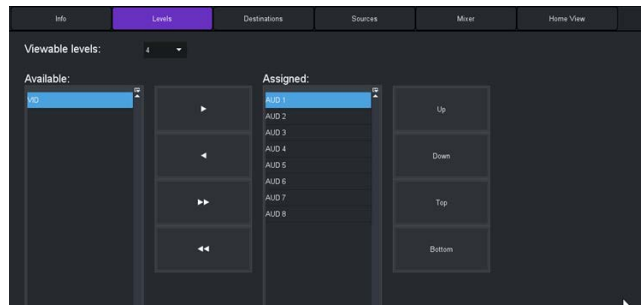 Info Levels Destinations Sources Mixer Home View
Viewable levels: 4
Available: Assigned:
VID AUD 1 Up
AUD 2
AUD 3
AUD 4 Down
AUD 5
AUD 6
AUD 7 Top
AUD 8
Bottom